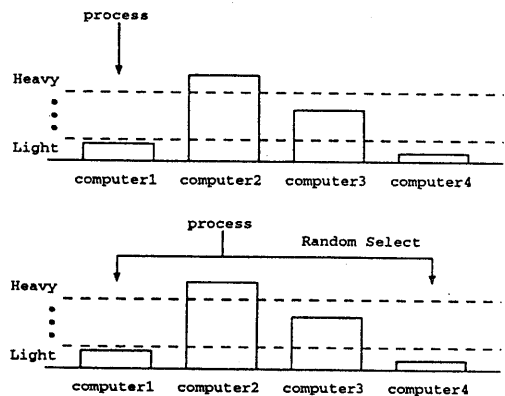 process
Heavy
Light
computer1 computer2 computer3 computer4
process
Random Select
Heavy
Light
computer1 computer2 computer3 computer4